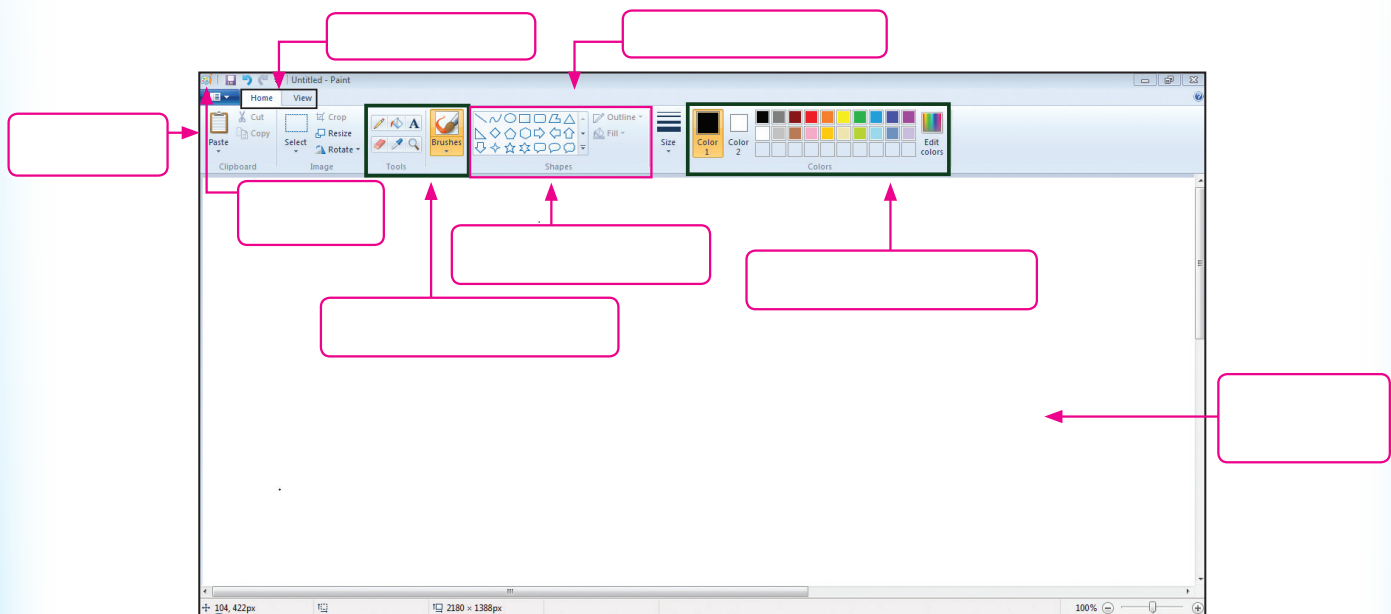 Untitled - Paint
Home View
Cut
Copy
Paste
Clipboard
Select
Crop
Resize
Rotate
Image
A
Tools
Brushes
Outline
Fill
Shapes
Size
Color 1
Color 2
Edit colors
Colors
104, 422px
2180 × 1388px
100%